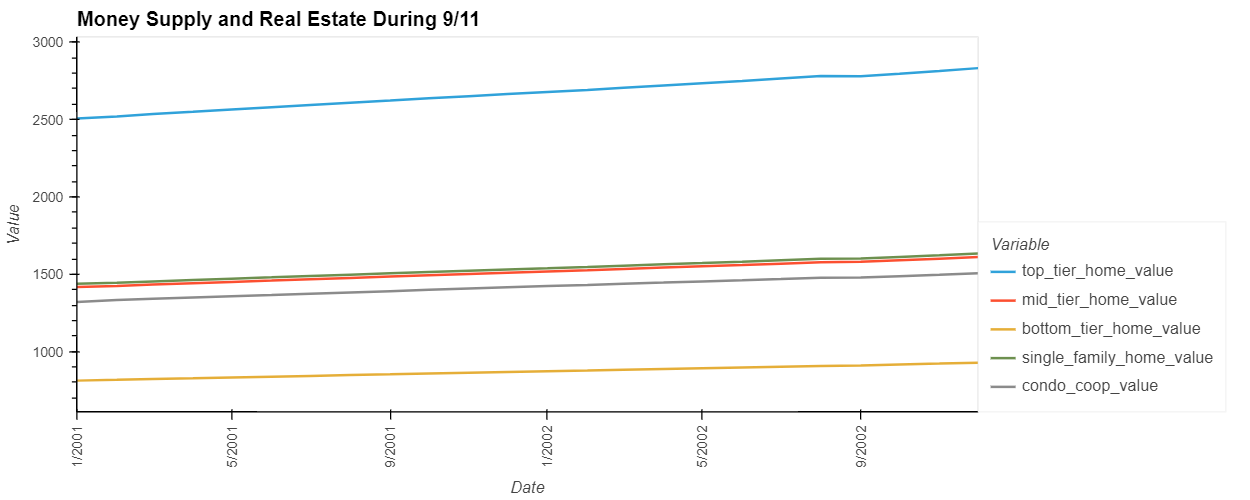 Money Supply and Real Estate During 9/11
3000
2500
2000
1500
1000
Value
1/2001
5/2001
9/2001
1/2002
5/2002
9/2002
Date
Variable
top_tier_home_value
mid_tier_home_value
bottom_tier_home_value
single_family_home_value
condo_coop_value